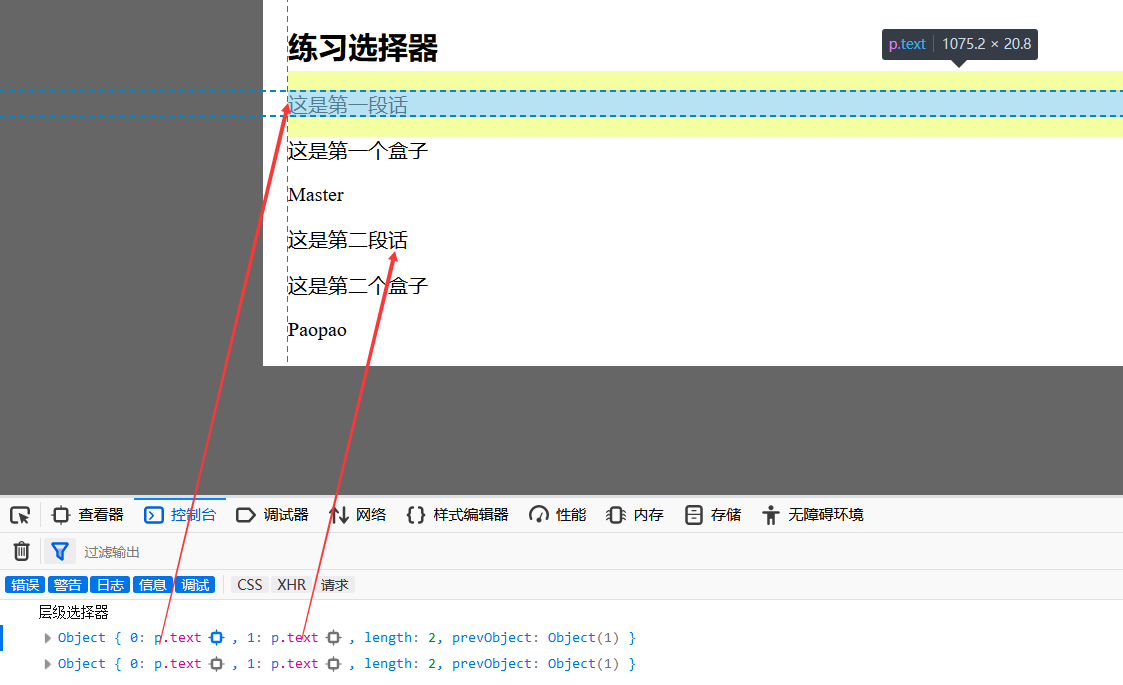 练习选择器
p.text 1075.2 × 20.8
这是第一段话
这是第一个盒子
Master
这是第二段话
这是第二个盒子
Paopao
查看器 控制台 调试器 网络 样式编辑器 性能 内存 存储 无障碍环境
过滤输出
错误 警告 日志 信息 调试 CSS XHR 请求
层级选择器
Object { 0: p.text , 1: p.text , length: 2, prevObject: Object(1) }
Object { 0: p.text , 1: p.text , length: 2, prevObject: Object(1) }